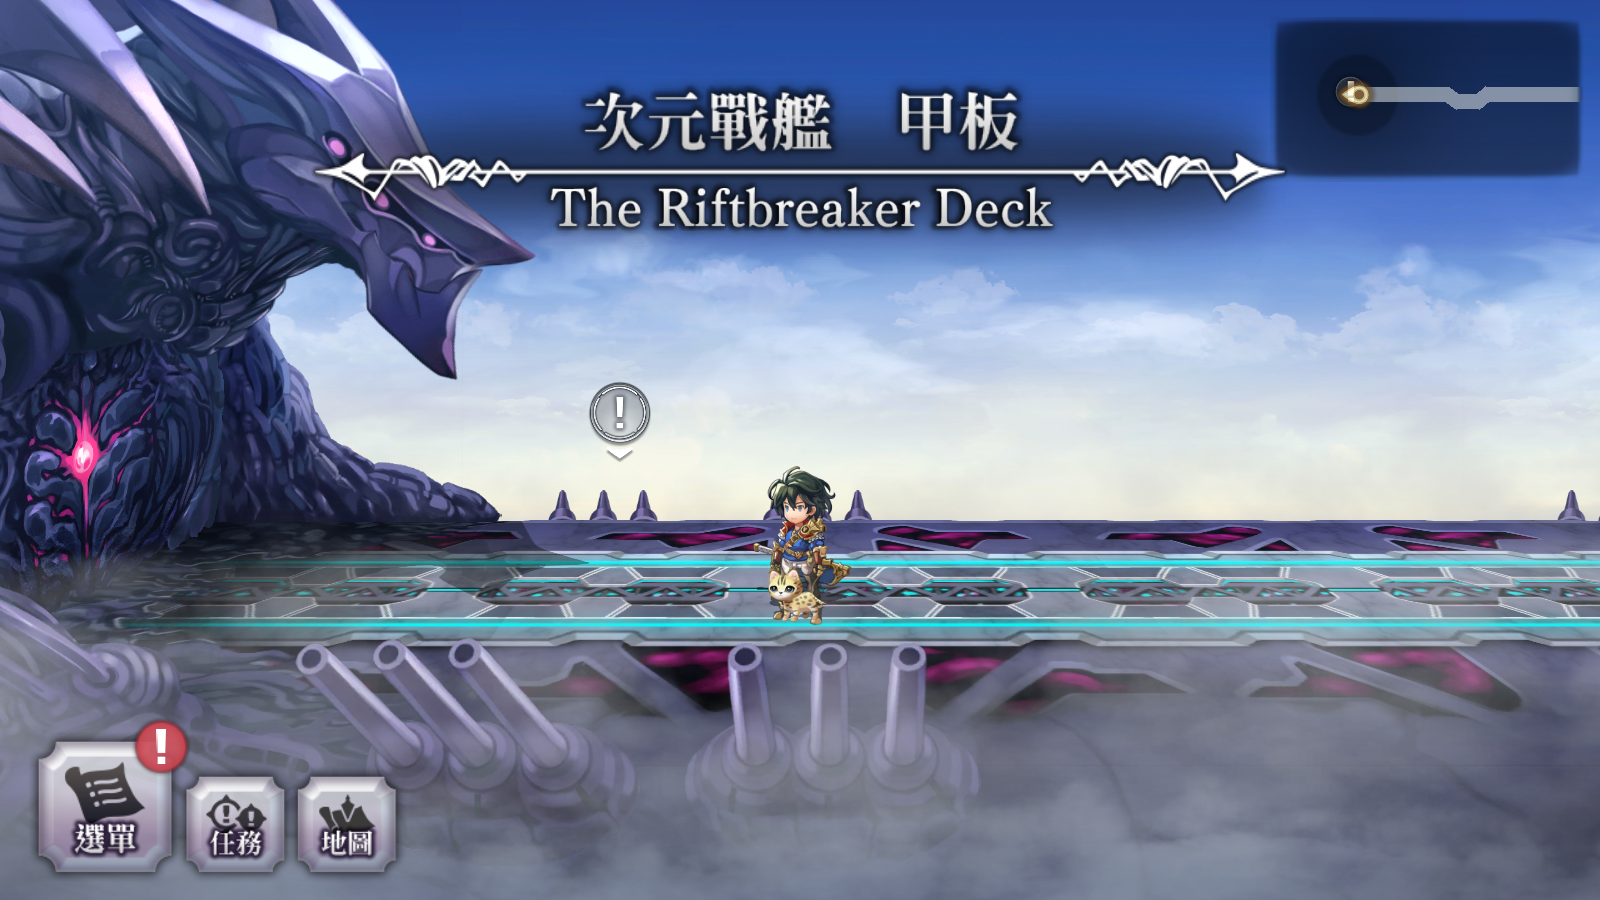 次元戰艦　甲板
The Riftbreaker Deck
選單
任務
地圖